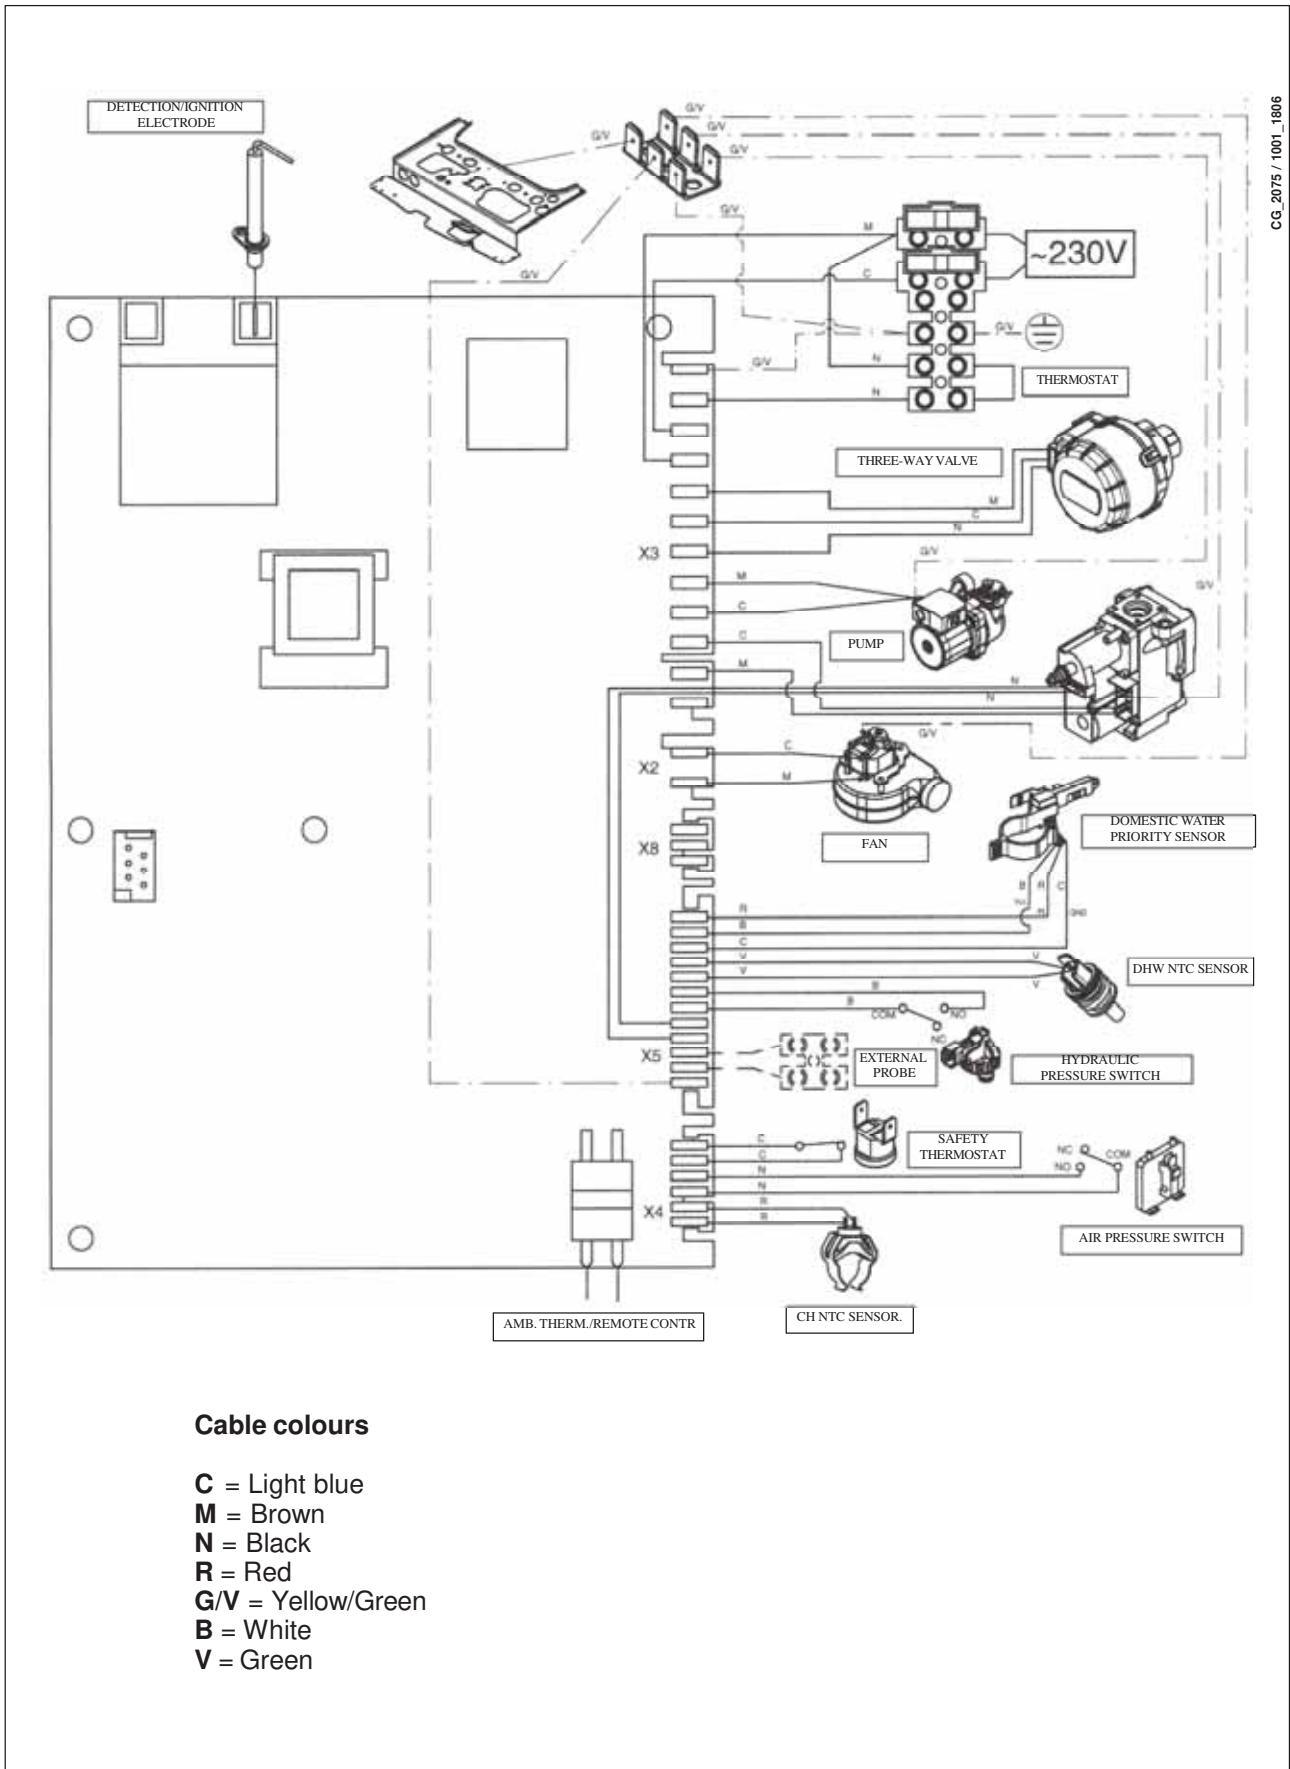 CG_2075 / 1001_1806
DETECTION/IGNITION
ELECTRODE
G/V
G/V
G/V
G/V
G/V
G/V
M
~230V
C
G/V
G/V
N
THERMOSTAT
N
THREE-WAY VALVE
M
C
N
X3
G/V
G/V
M
C
PUMP
C
M
N
N
G/V
X2
C
M
FAN
DOMESTIC WATER
PRIORITY SENSOR
X8
B R C
R
R
B
C
V
V
V
V
DHW NTC SENSOR
B
B
COM
NO
NC
X5
EXTERNAL
PROBE
HYDRAULIC
PRESSURE SWITCH
C
C
SAFETY
THERMOSTAT
NC
COM
NO
N
N
R
R
X4
AIR PRESSURE SWITCH
AMB. THERM./REMOTE CONTR
CH NTC SENSOR.
Cable colours
C = Light blue
M = Brown
N = Black
R = Red
G/V = Yellow/Green
B = White
V = Green